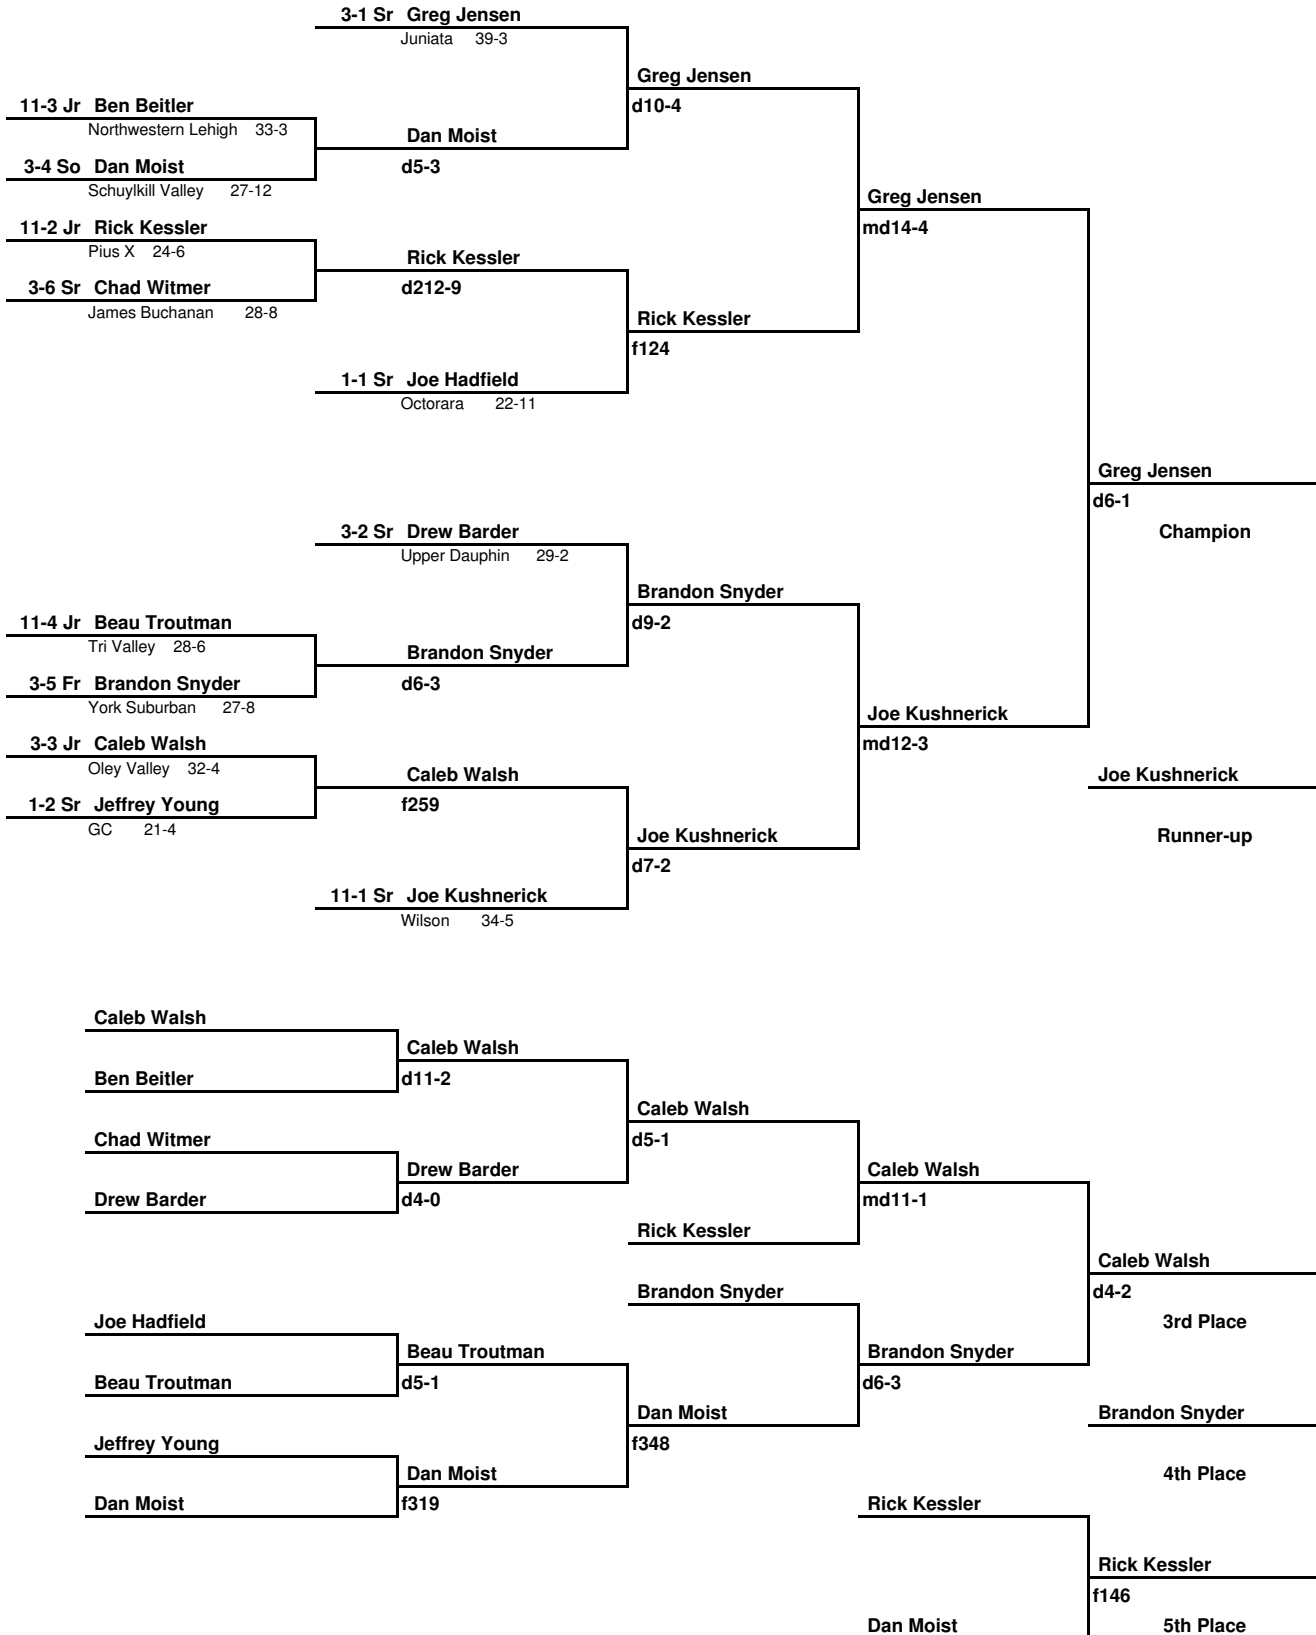 3-1 Sr Greg Jensen
Juniata 39-3
Greg Jensen
11-3 Jr Ben Beitler
d10-4
Northwestern Lehigh 33-3
Dan Moist
3-4 So Dan Moist
d5-3
Schuylkill Valley 27-12
Greg Jensen
11-2 Jr Rick Kessler
md14-4
Pius X 24-6
Rick Kessler
3-6 Sr Chad Witmer
d212-9
James Buchanan 28-8
Rick Kessler
f124
1-1 Sr Joe Hadfield
Octorara 22-11
Greg Jensen
d6-1
3-2 Sr Drew Barder
Champion
Upper Dauphin 29-2
Brandon Snyder
11-4 Jr Beau Troutman
d9-2
Tri Valley 28-6
Brandon Snyder
3-5 Fr Brandon Snyder
d6-3
York Suburban 27-8
Joe Kushnerick
3-3 Jr Caleb Walsh
md12-3
Oley Valley 32-4
Caleb Walsh
Joe Kushnerick
1-2 Sr Jeffrey Young
f259
GC 21-4
Joe Kushnerick
Runner-up
d7-2
11-1 Sr Joe Kushnerick
Wilson 34-5
Caleb Walsh
Caleb Walsh
Ben Beitler
d11-2
Caleb Walsh
Chad Witmer
d5-1
Drew Barder
Caleb Walsh
Drew Barder
d4-0
md11-1
Rick Kessler
Caleb Walsh
Brandon Snyder
d4-2
Joe Hadfield
3rd Place
Beau Troutman
Brandon Snyder
Beau Troutman
d5-1
d6-3
Dan Moist
Brandon Snyder
Jeffrey Young
f348
Dan Moist
4th Place
Dan Moist
f319
Rick Kessler
Rick Kessler
f146
Dan Moist
5th Place